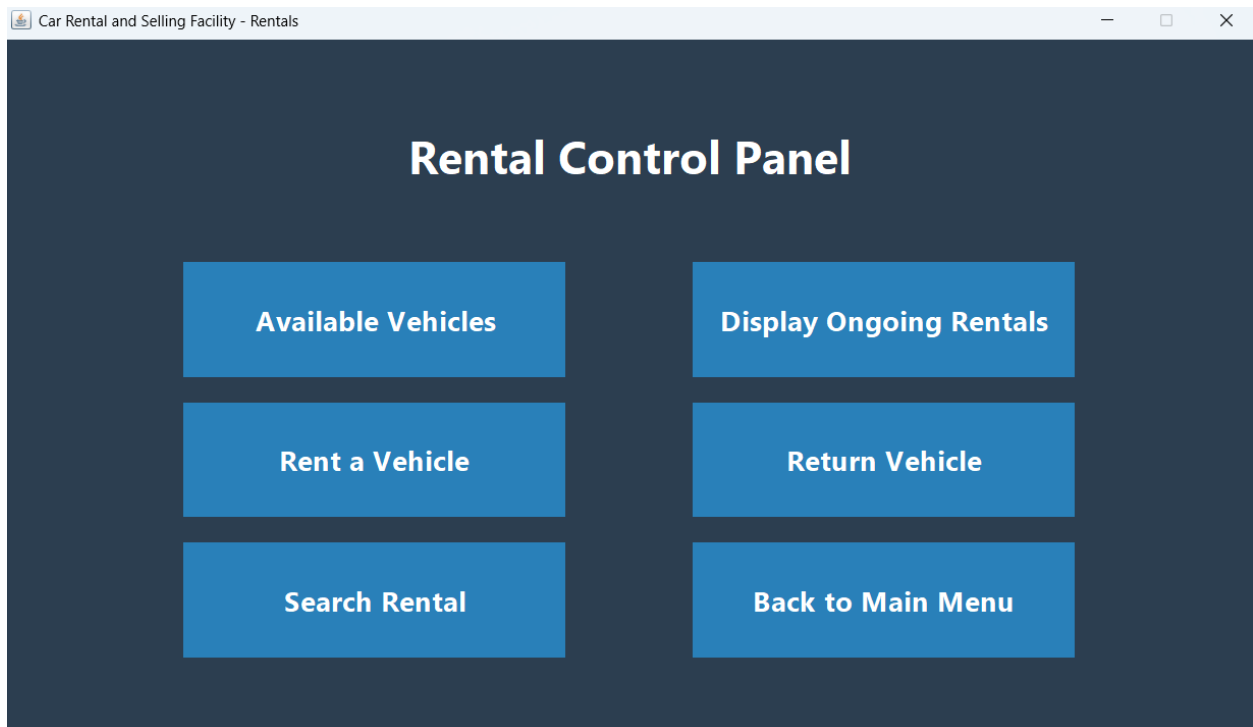 Car Rental and Selling Facility - Rentals
Rental Control Panel
Available Vehicles
Display Ongoing Rentals
Rent a Vehicle
Return Vehicle
Search Rental
Back to Main Menu